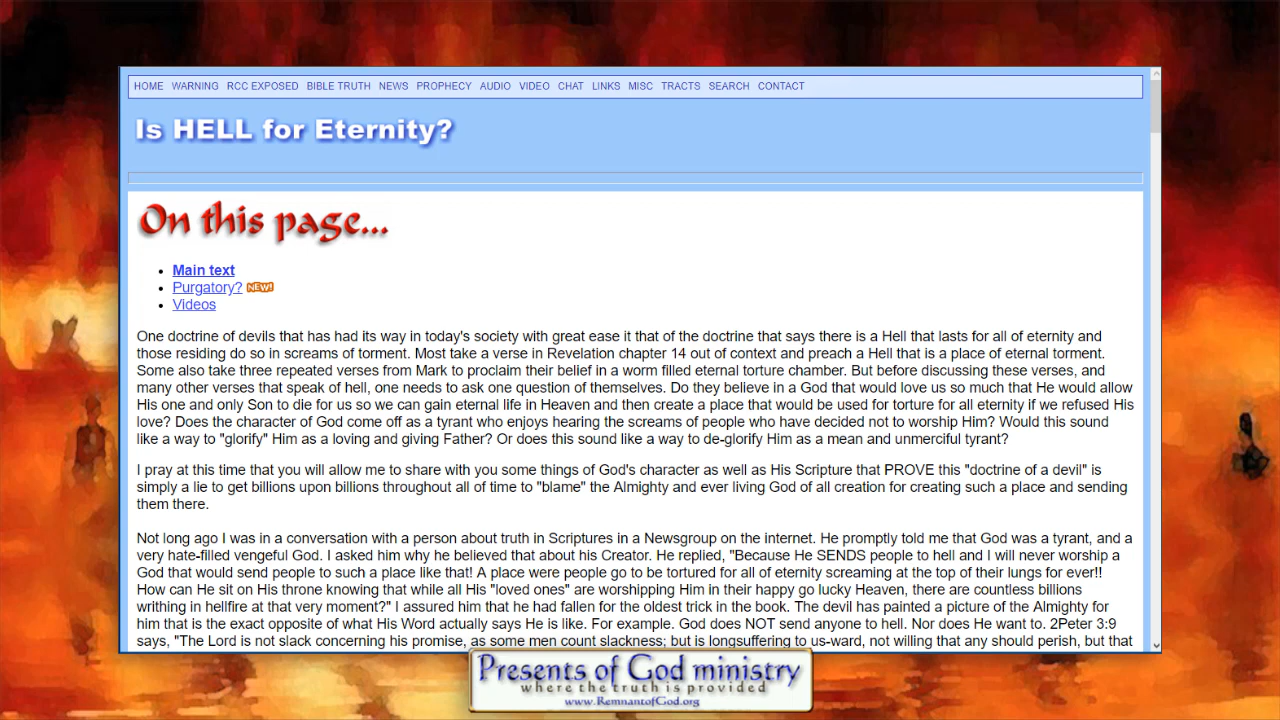 HOME WARNING RCC EXPOSED BIBLE TRUTH NEWS PROPHECY AUDIO VIDEO CHAT LINKS MISC TRACTS SEARCH CONTACT
Is HELL for Eternity?
On this page...
Main text
Purgatory? NEW!
Videos
One doctrine of devils that has had its way in today's society with great ease it that of the doctrine that says there is a Hell that lasts for all of eternity and
those residing do so in screams of torment. Most take a verse in Revelation chapter 14 out of context and preach a Hell that is a place of eternal torment.
Some also take three repeated verses from Mark to proclaim their belief in a worm filled eternal torture chamber. But before discussing these verses, and
many other verses that speak of hell, one needs to ask one question of themselves. Do they believe in a God that would love us so much that He would allow
His one and only Son to die for us so we can gain eternal life in Heaven and then create a place that would be used for torture for all eternity if we refused His
love? Does the character of God come off as a tyrant who enjoys hearing the screams of people who have decided not to worship Him? Would this sound
like a way to "glorify" Him as a loving and giving Father? Or does this sound like a way to de-glorify Him as a mean and unmerciful tyrant?
I pray at this time that you will allow me to share with you some things of God's character as well as His Scripture that PROVE this "doctrine of a devil" is
simply a lie to get billions upon billions throughout all of time to "blame" the Almighty and ever living God of all creation for creating such a place and sending
them there.
Not long ago I was in a conversation with a person about truth in Scriptures in a Newsgroup on the internet. He promptly told me that God was a tyrant, and a
very hate-filled vengeful God. I asked him why he believed that about his Creator. He replied, "Because He SENDS people to hell and I will never worship a
God that would send people to such a place like that! A place were people go to be tortured for all of eternity screaming at the top of their lungs for ever!!
How can He sit on His throne knowing that while all His "loved ones" are worshipping Him in their happy go lucky Heaven, there are countless billions
writhing in hellfire at that very moment?" I assured him that he had fallen for the oldest trick in the book. The devil has painted a picture of the Almighty for
him that is the exact opposite of what His Word actually says He is like. For example. God does NOT send anyone to hell. Nor does He want to. 2Peter 3:9
says, "The Lord is not slack concerning his promise, as some men count slackness; but is longsuffering to us-ward, not willing that any should perish, but that
Presents of God ministry
where the truth is provided
www.RemnantofGod.org